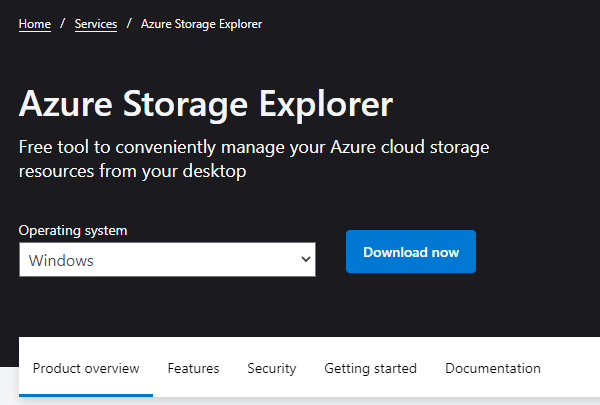 Home / Services / Azure Storage Explorer
Azure Storage Explorer
Free tool to conveniently manage your Azure cloud storage
resources from your desktop
Operating system
Windows
Download now
Product overview Features Security Getting started Documentation